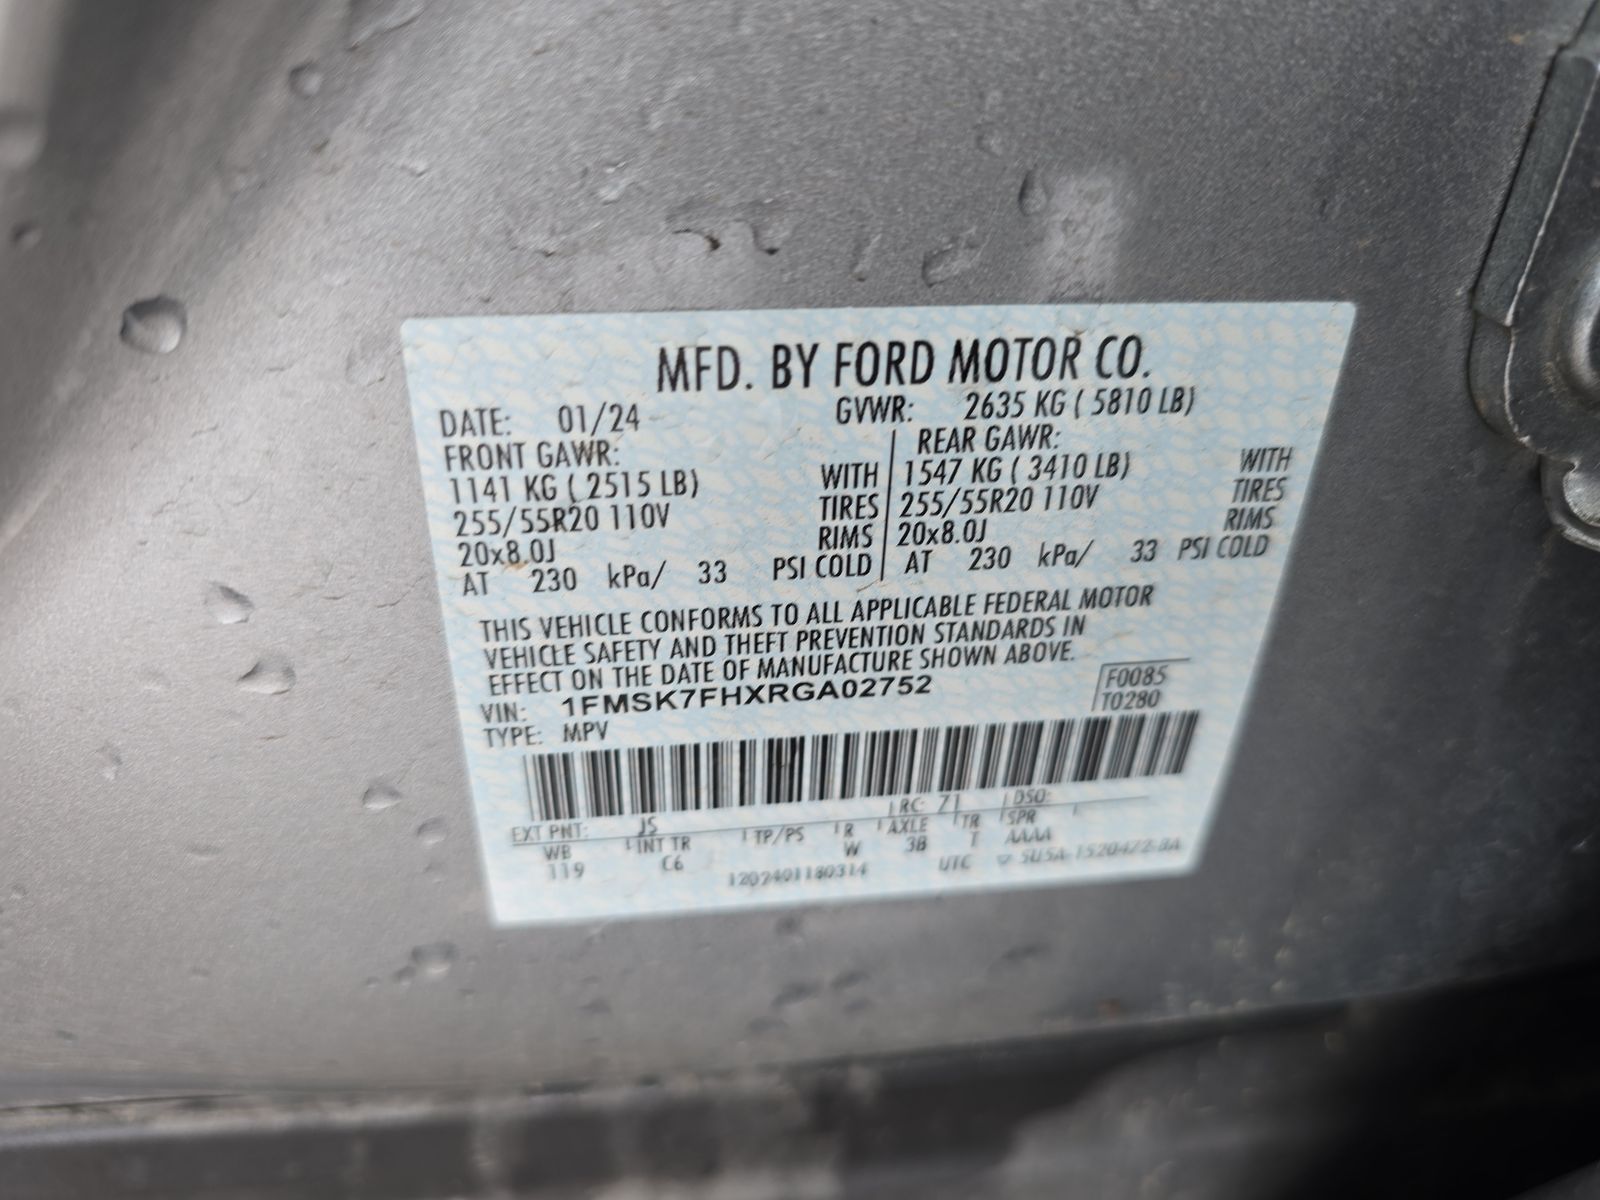 MFD. BY FORD MOTOR CO.
DATE: 01/24 GVWR: 2635 KG ( 5810 LB)
FRONT GAWR: REAR GAWR:
1141 KG ( 2515 LB) WITH 1547 KG ( 3410 LB) WITH
255/55R20 110V TIRES 255/55R20 110V TIRES
20x8.0J RIMS 20x8.0J RIMS
AT 230 kPa/ 33 PSI COLD AT 230 kPa/ 33 PSI COLD
THIS VEHICLE CONFORMS TO ALL APPLICABLE FEDERAL MOTOR
VEHICLE SAFETY AND THEFT PREVENTION STANDARDS IN
EFFECT ON THE DATE OF MANUFACTURE SHOWN ABOVE.
VIN: 1FMSK7FHXRGA02752 F0085
TYPE: MPV T0280
EXT PNT: JS RC: 71 DSO:
WB INT TR TP/PS R AXLE TR SPR
119 C6 W 3B T AAAA
1202401180314 UTC